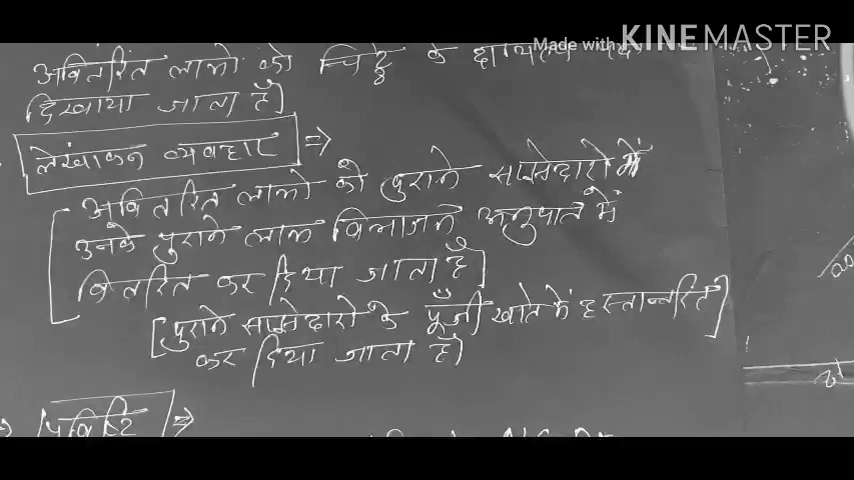 Made with KINEMASTER
अवितरित लाभों को चिट्ठे के
दिखाया जाता है]
लेखांकन व्यवहार ⇒
[अवितरित लाभो को पुराने साझेदारो में
उनके पुराने लाभ विभाजन अनुपात में
वितरित कर दिया जाता है]
[पुराने साझेदारो के पूँजी खाते में हस्तान्तरित
कर दिया जाता है]
प्रविष्टि ⇒